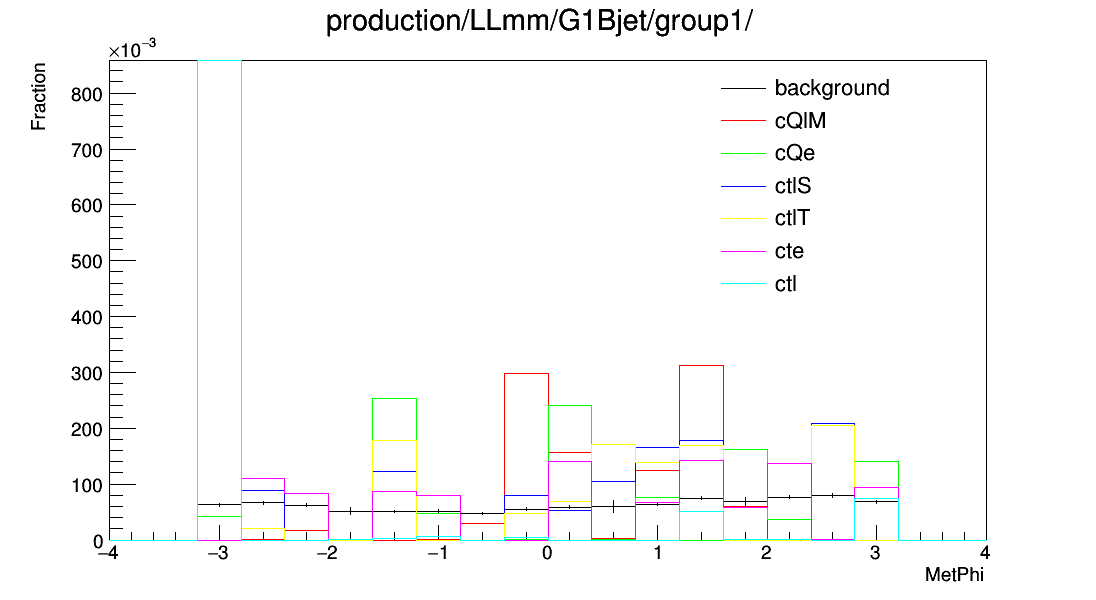 production/LLmm/G1Bjet/group1/
×10⁻³
Fraction
800
700
600
500
400
300
200
100
0
background
cQlM
cQe
ctlS
ctlT
cte
ctl
−4
−3
−2
−1
0
1
2
3
4
MetPhi